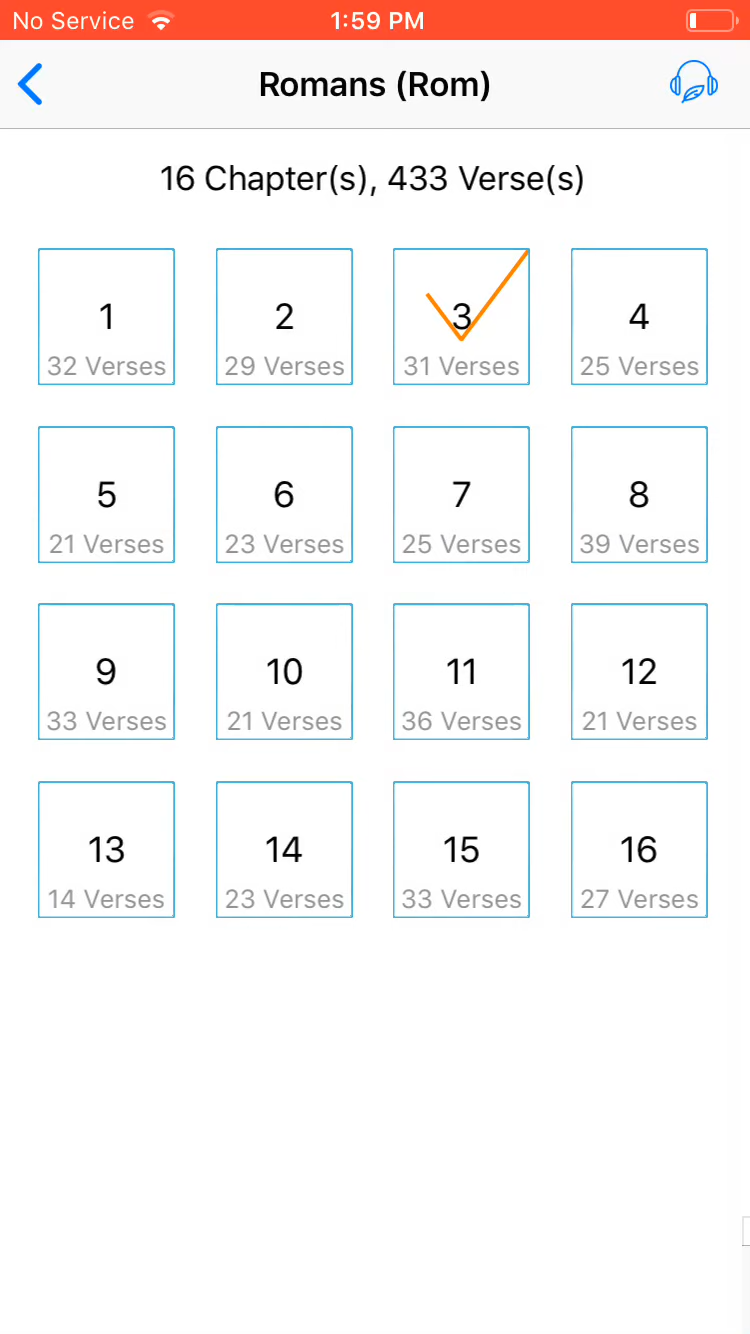 No Service 1:59 PM
Romans (Rom)
16 Chapter(s), 433 Verse(s)
1 2 3 4
32 Verses 29 Verses 31 Verses 25 Verses
5 6 7 8
21 Verses 23 Verses 25 Verses 39 Verses
9 10 11 12
33 Verses 21 Verses 36 Verses 21 Verses
13 14 15 16
14 Verses 23 Verses 33 Verses 27 Verses